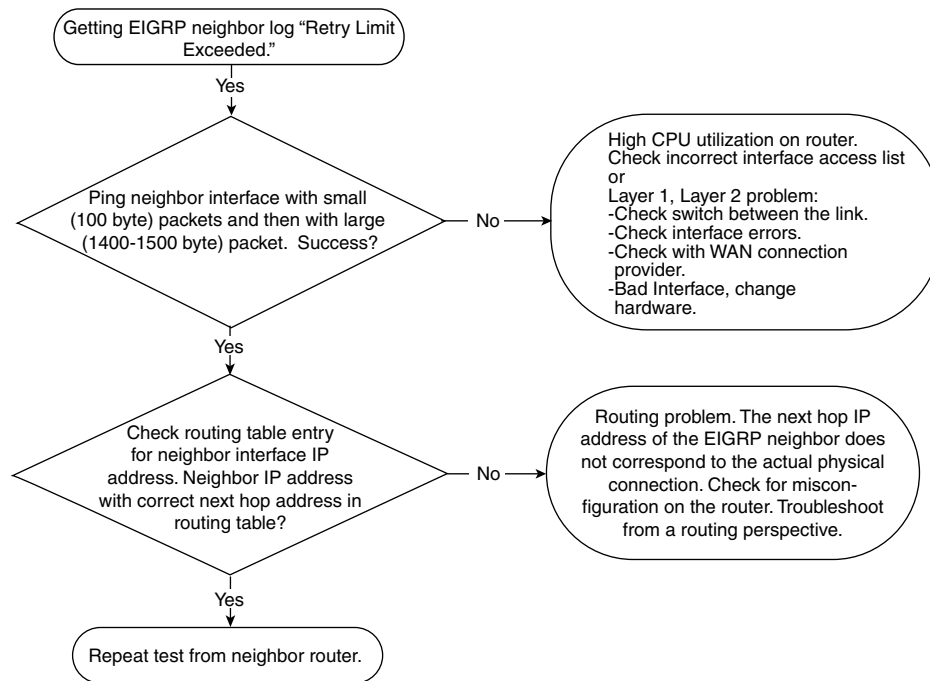 Getting EIGRP neighbor log “Retry Limit
Exceeded.”
Yes
Ping neighbor interface with small
(100 byte) packets and then with large
(1400-1500 byte) packet.  Success?
No
High CPU utilization on router.
Check incorrect interface access list
or
Layer 1, Layer 2 problem:
-Check switch between the link.
-Check interface errors.
-Check with WAN connection
provider.
-Bad Interface, change
hardware.
Yes
Check routing table entry
for neighbor interface IP
address. Neighbor IP address
with correct next hop address in
routing table?
No
Routing problem. The next hop IP
address of the EIGRP neighbor does
not correspond to the actual physical
connection. Check for miscon-
figuration on the router. Troubleshoot
from a routing perspective.
Yes
Repeat test from neighbor router.